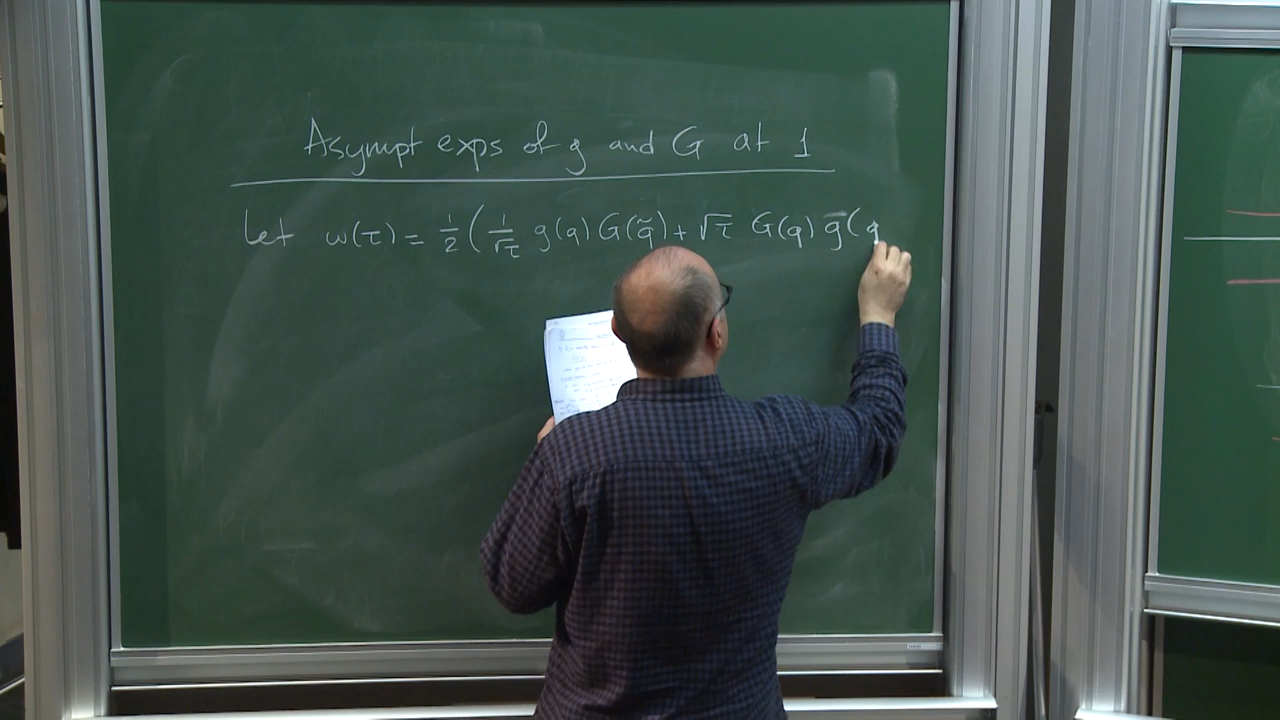 Asympt exps of g and G at 1
Let w(τ) = 1/2 ( 1/√τ g(q) G(q̃) + √τ G(q) g̅(q